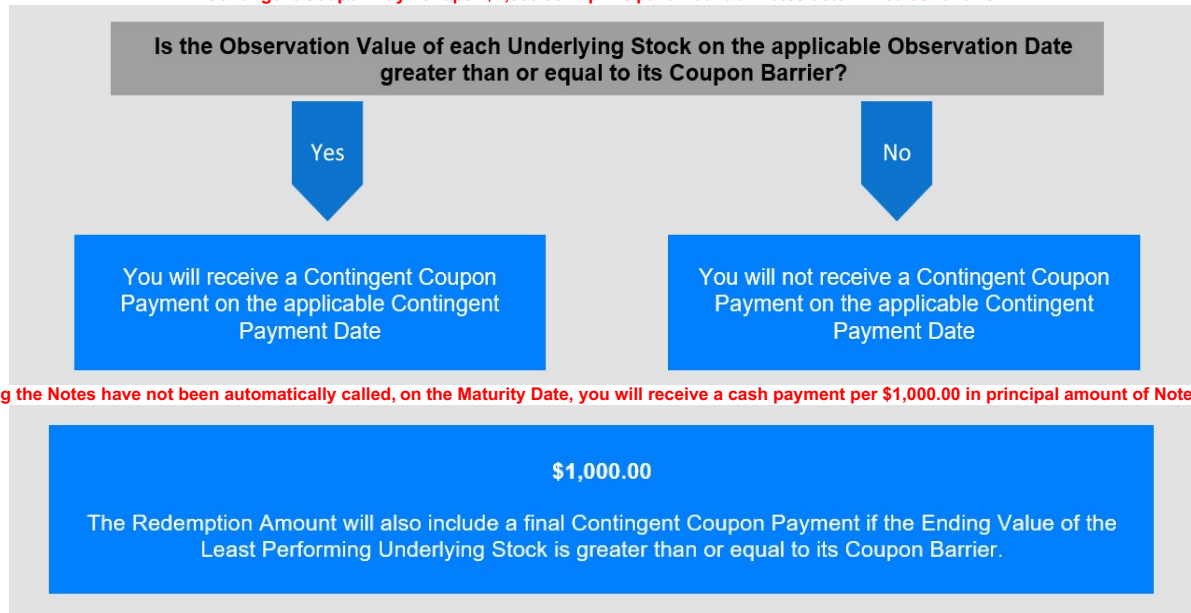 Is the Observation Value of each Underlying Stock on the applicable Observation Date
greater than or equal to its Coupon Barrier?
Yes
No
You will receive a Contingent Coupon
Payment on the applicable Contingent
Payment Date
You will not receive a Contingent Coupon
Payment on the applicable Contingent
Payment Date
the Notes have not been automatically called, on the Maturity Date, you will receive a cash payment per $1,000.00 in principal amount of Note
$1,000.00
The Redemption Amount will also include a final Contingent Coupon Payment if the Ending Value of the
Least Performing Underlying Stock is greater than or equal to its Coupon Barrier.